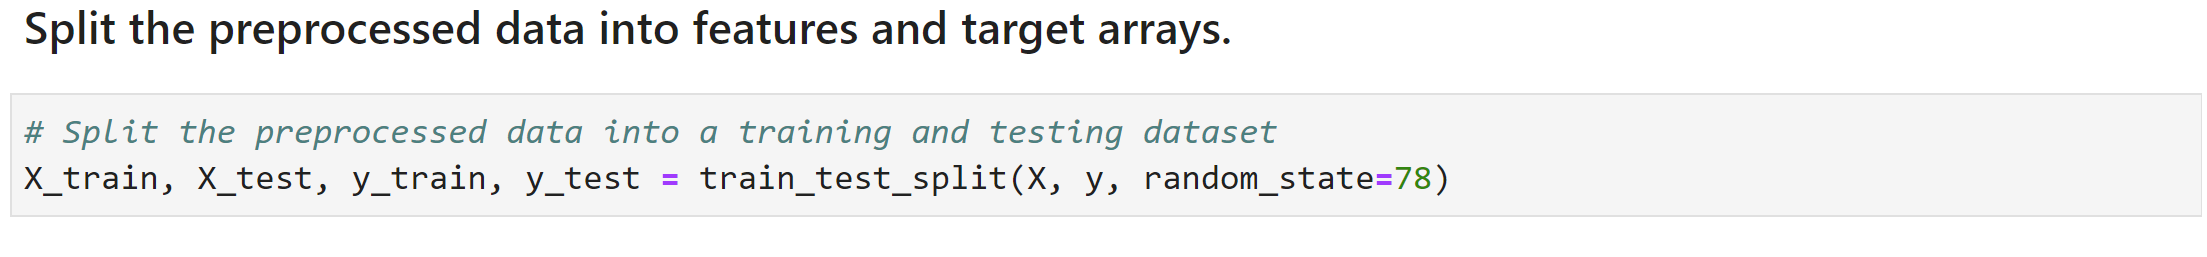 Split the preprocessed data into features and target arrays.
# Split the preprocessed data into a training and testing dataset
X_train, X_test, y_train, y_test = train_test_split(X, y, random_state=78)